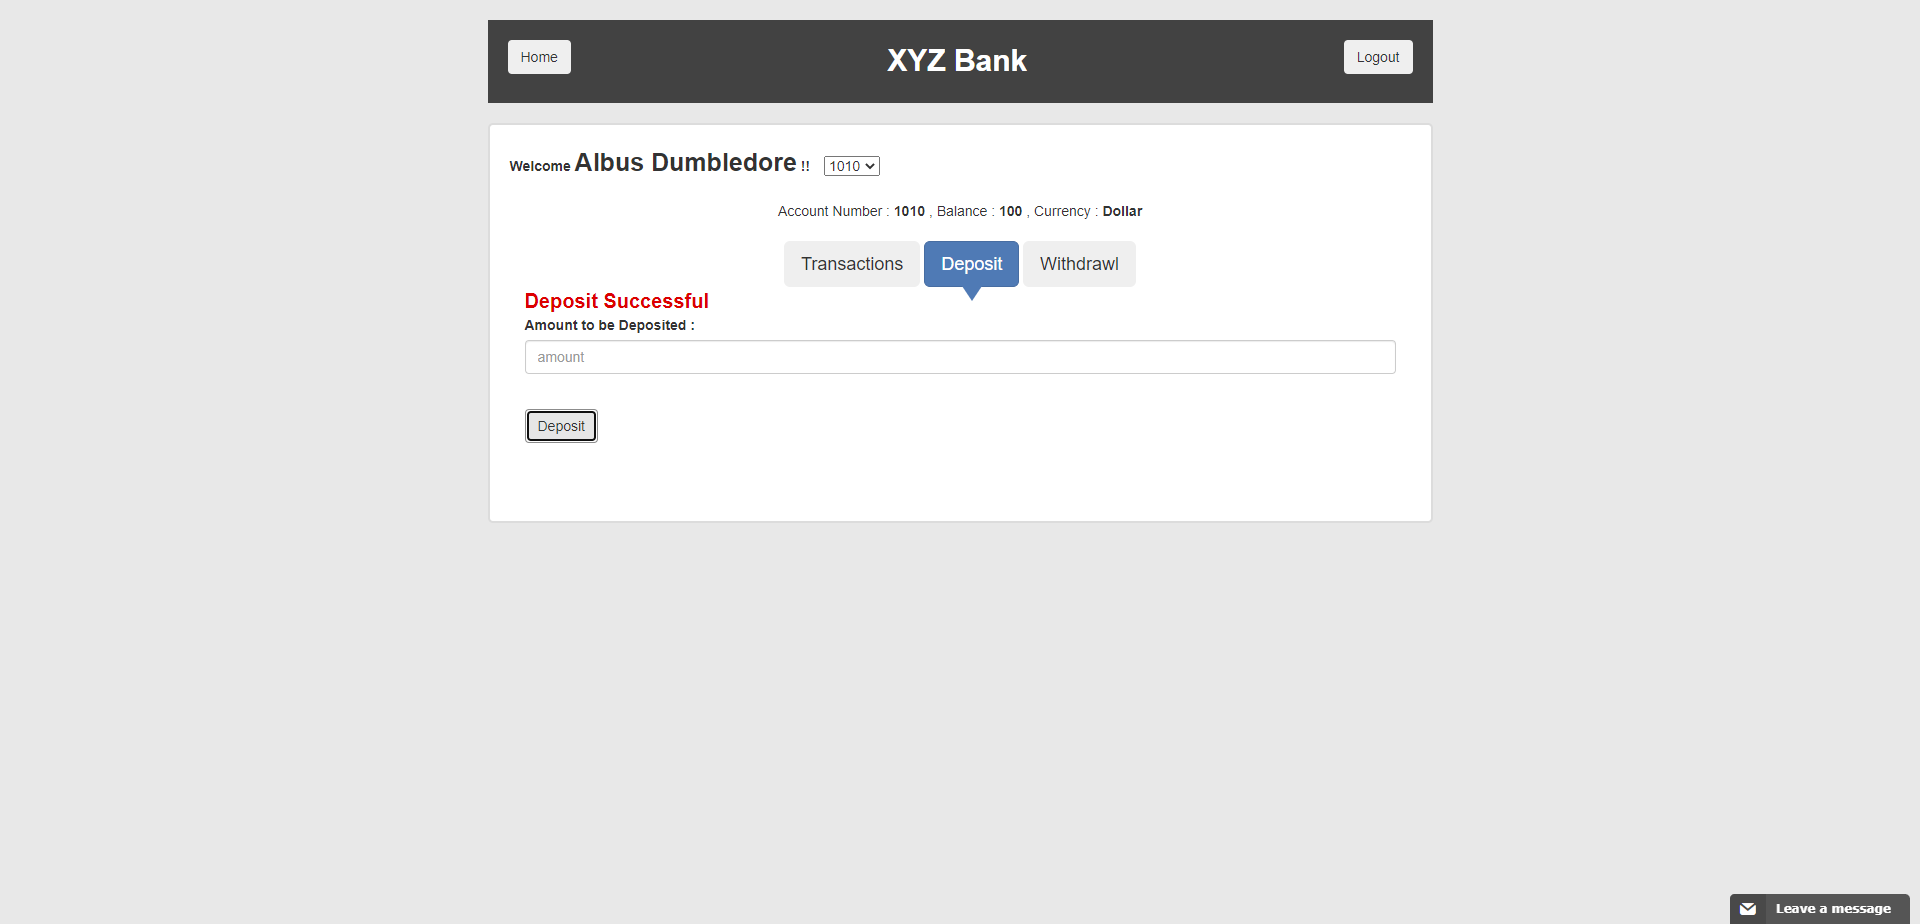 Home XYZ Bank Logout
Welcome Albus Dumbledore !! 1010
Account Number : 1010 , Balance : 100 , Currency : Dollar
Transactions Deposit Withdrawl
Deposit Successful
Amount to be Deposited :
amount
Deposit
Leave a message